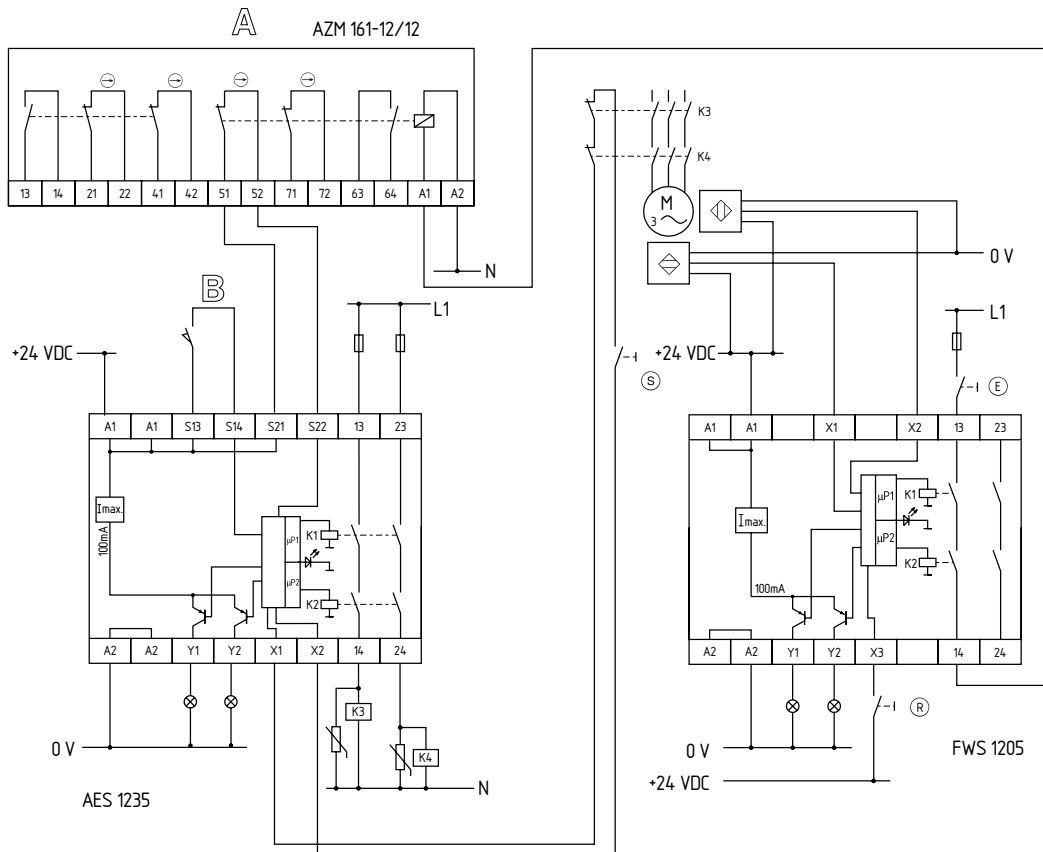 A AZM 161-12/12
13 14 21 22 41 42 51 52 71 72 63 64 A1 A2
K3
K4
M
3
N
0 V
B
L1
L1
+24 VDC
S
+24 VDC
E
A1 A1 S13 S14 S21 S22 13 23
A1 A1 X1 X2 13 23
Imax.
100mA
µP1
µP2
K1
K2
Imax.
100mA
µP1
µP2
K1
K2
A2 A2 Y1 Y2 X1 X2 14 24
A2 A2 Y1 Y2 X3 14 24
K3
K4
R
0 V
N
0 V
+24 VDC
FWS 1205
AES 1235